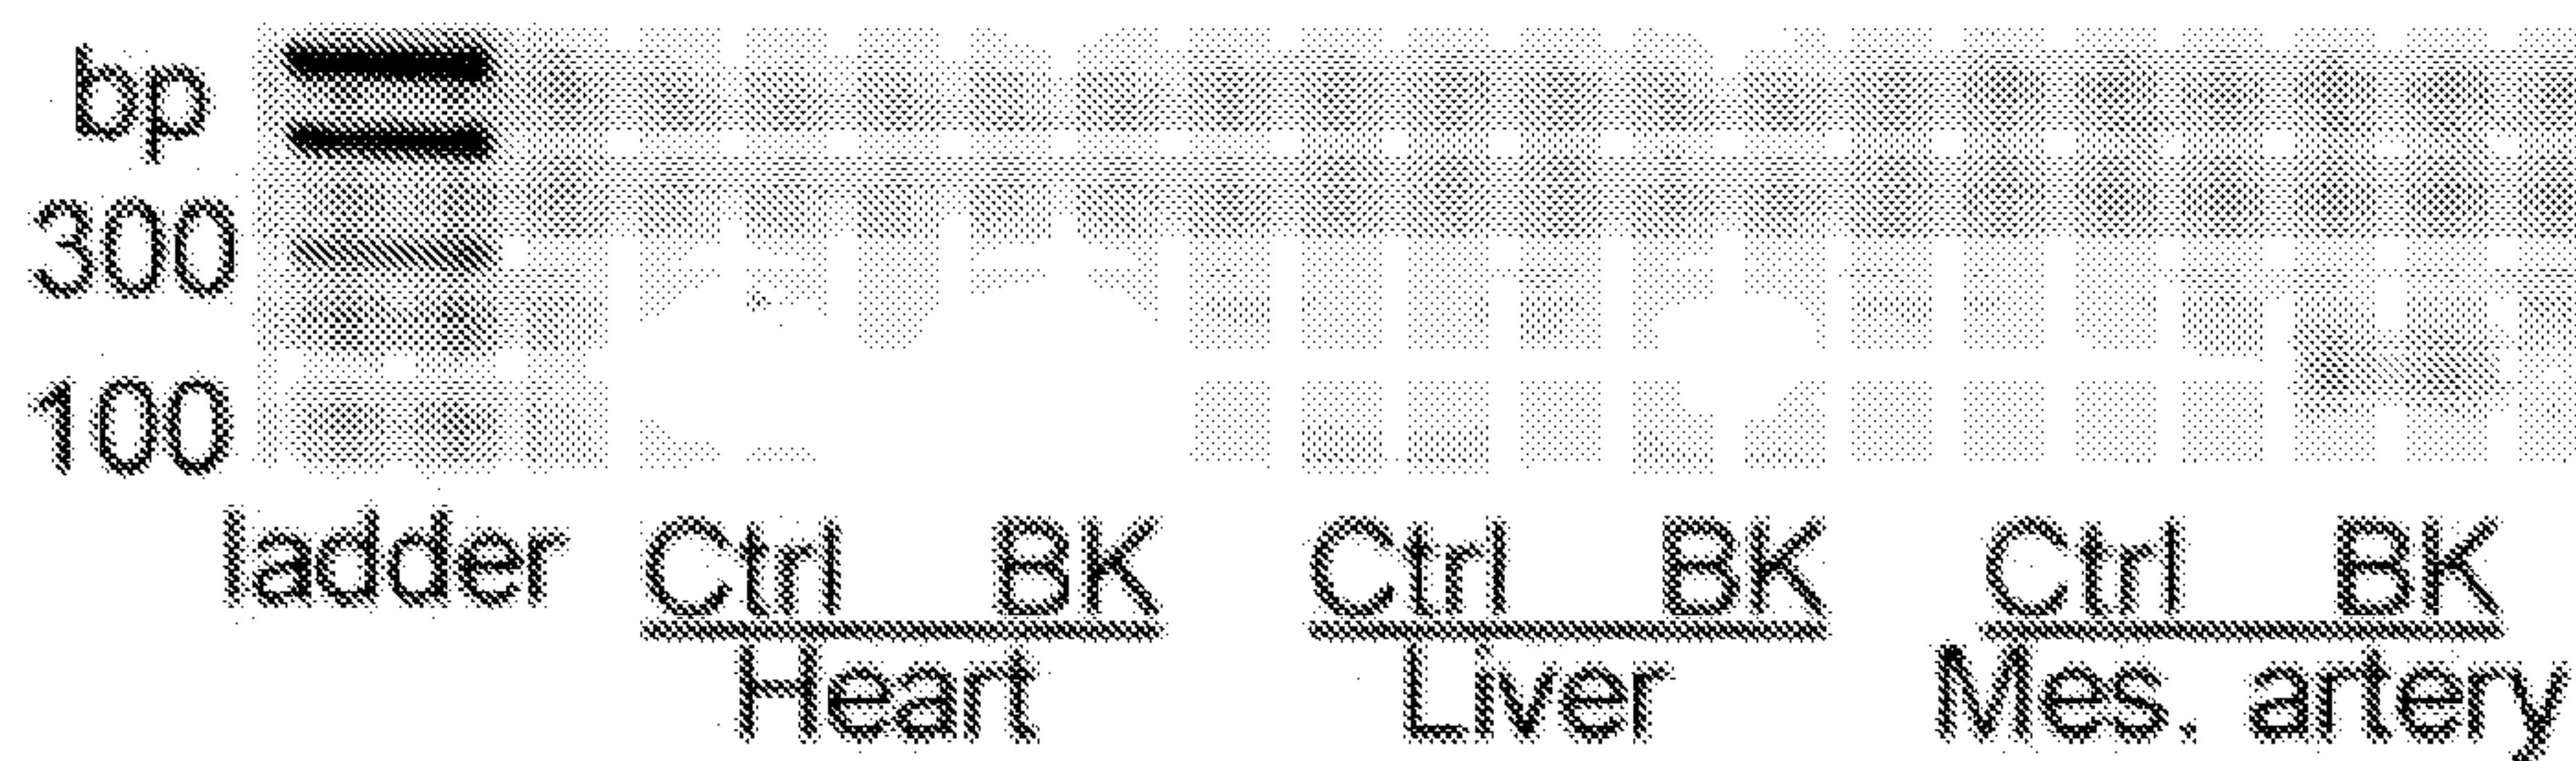 bp
300
100
ladder Ctrl BK Ctrl BK Ctrl BK
Heart Liver Mes. artery